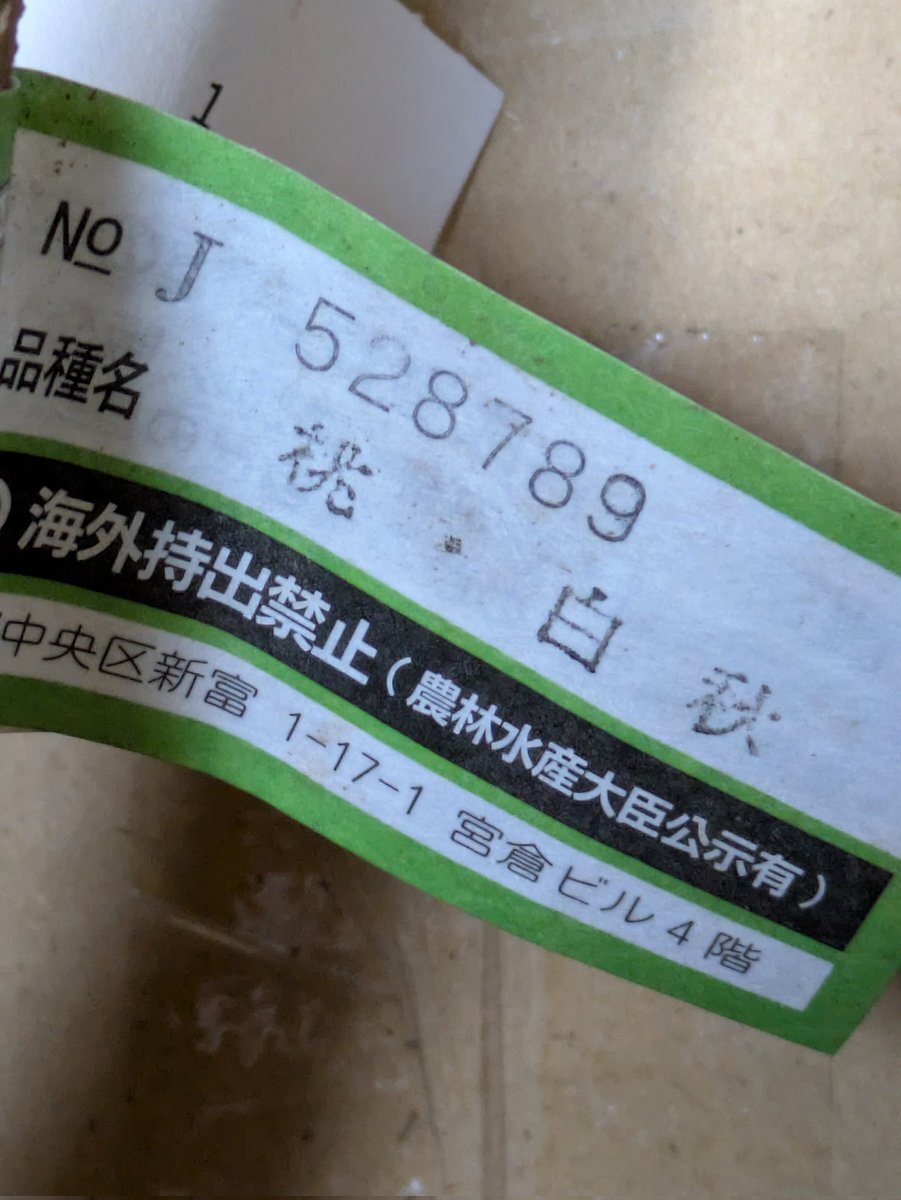 1
No J 528789
品種名 桃・白秋
)海外持出禁止(農林水産大臣公示有)
中央区新富 1-17-1 宮倉ビル4階